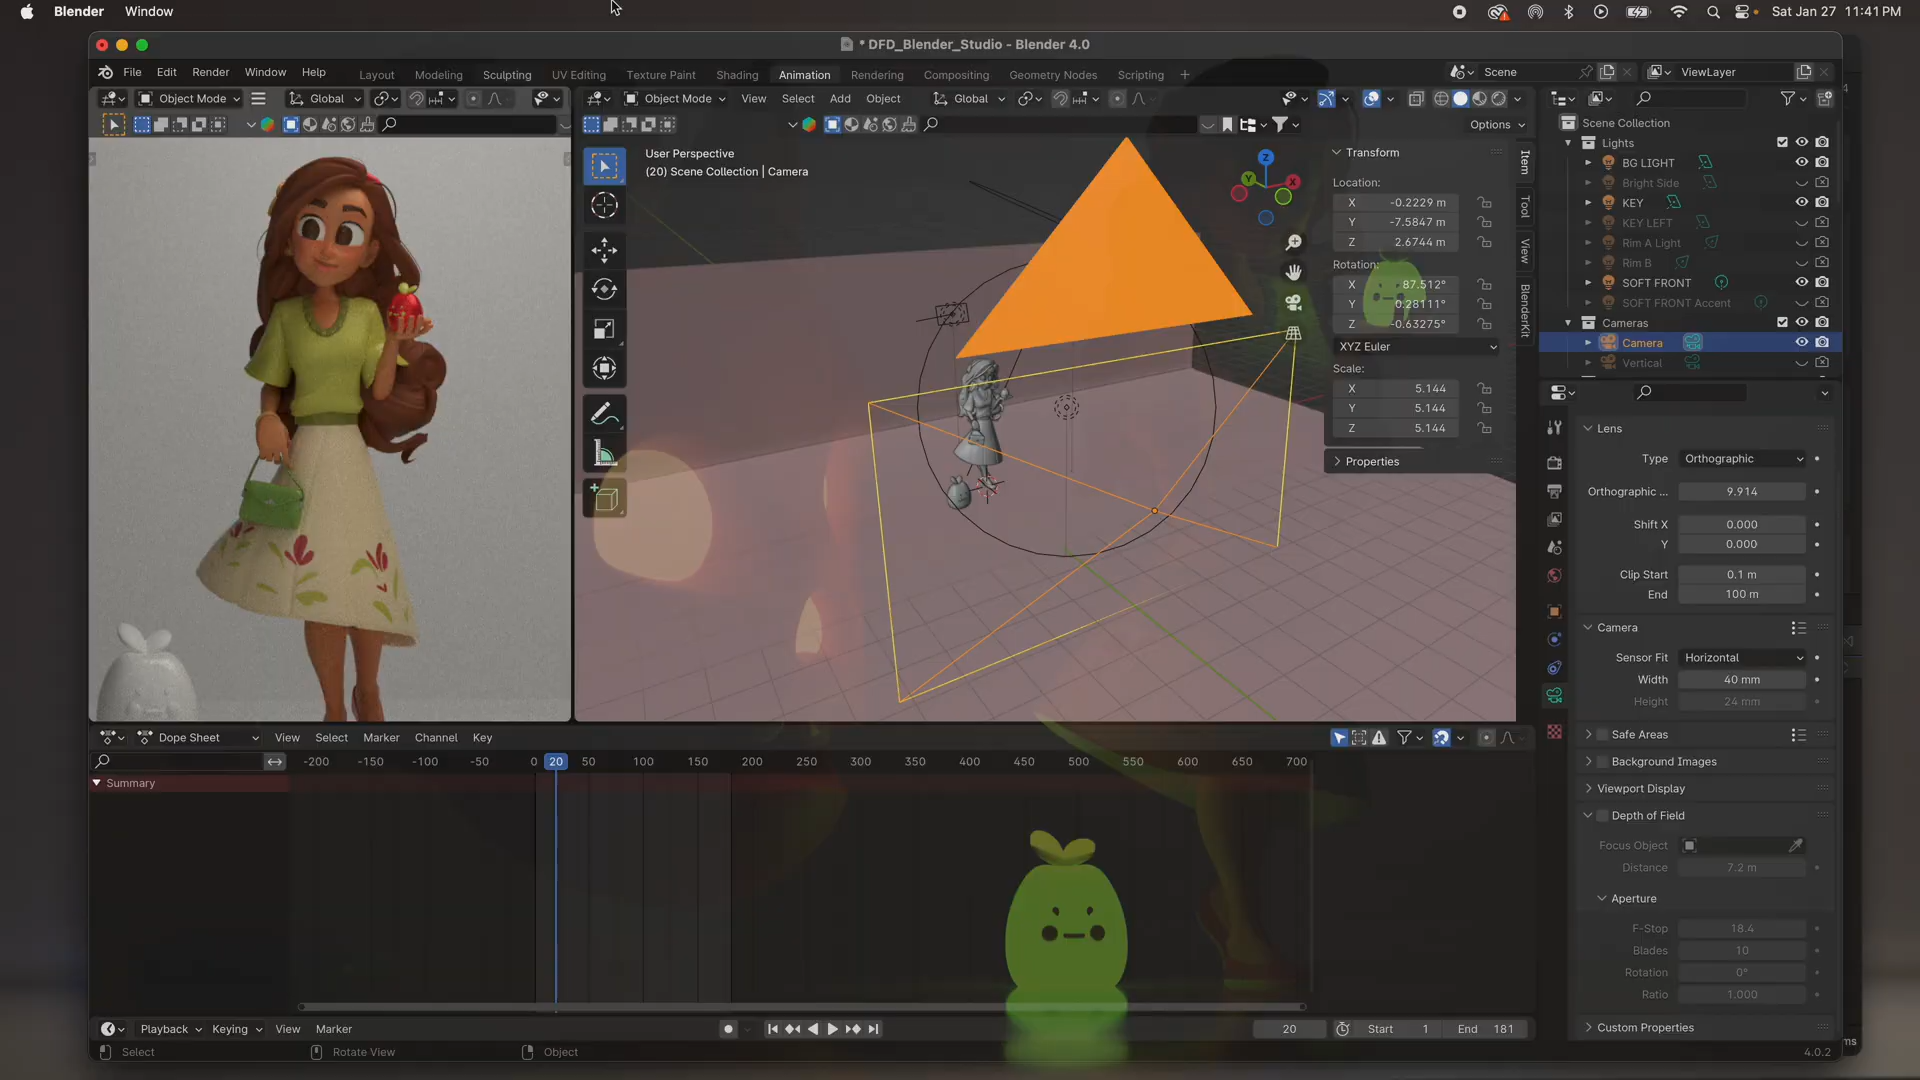 Blender Window Sat Jan 27 11:41 PM
* DFD_Blender_Studio - Blender 4.0
File Edit Render Window Help Layout Modeling Sculpting UV Editing Texture Paint Shading Animation Rendering Compositing Geometry Nodes Scripting + Scene ViewLayer
Object Mode Global Object Mode View Select Add Object Global
Options
User Perspective
(20) Scene Collection | Camera
Z
Y
X
Transform
Location:
X -0.2229 m
Y -7.5847 m
Z 2.6744 m
Rotation:
X 87.512°
Y 0.28111°
Z -0.63275°
XYZ Euler
Scale:
X 5.144
Y 5.144
Z 5.144
Properties
Item
Tool
View
BlenderKit
Scene Collection
Lights
BG LIGHT
Bright Side
KEY
KEY LEFT
Rim A Light
Rim B
SOFT FRONT
SOFT FRONT Accent
Cameras
Camera
Vertical
Lens
Type Orthographic
Orthographic ... 9.914
Shift X 0.000
Y 0.000
Clip Start 0.1 m
End 100 m
Camera
Sensor Fit Horizontal
Width 40 mm
Height 24 mm
Safe Areas
Background Images
Viewport Display
Depth of Field
Focus Object
Distance 7.2 m
Aperture
F-Stop 18.4
Blades 10
Rotation 0°
Ratio 1.000
Custom Properties
Dope Sheet View Select Marker Channel Key
-200 -150 -100 -50 0 20 50 100 150 200 250 300 350 400 450 500 550 600 650 700
Summary
Playback Keying View Marker 20 Start 1 End 181
Select Rotate View Object 4.0.2
ms